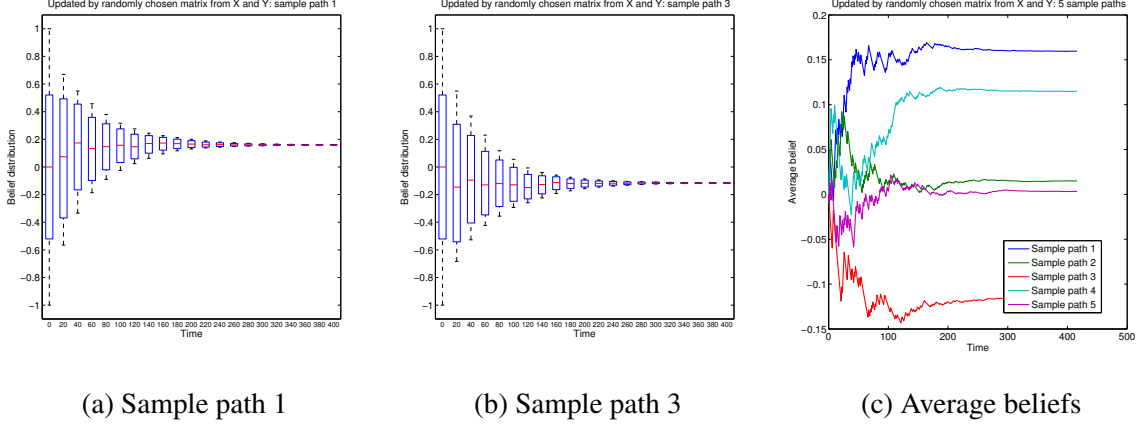 Updated by randomly chosen matrix from X and Y: sample path 1
1
0.8
0.6
0.4
0.2
0
−0.2
−0.4
−0.6
−0.8
−1
Belief distribution
0 20 40 60 80 100 120 140 160 180 200 220 240 260 280 300 320 340 360 380 400
Time
(a) Sample path 1
Updated by randomly chosen matrix from X and Y: sample path 3
1
0.8
0.6
0.4
0.2
0
−0.2
−0.4
−0.6
−0.8
−1
Belief distribution
0 20 40 60 80 100 120 140 160 180 200 220 240 260 280 300 320 340 360 380 400
Time
(b) Sample path 3
Updated by randomly chosen matrix from X and Y: 5 sample paths
0.2
0.15
0.1
0.05
0
−0.05
−0.1
−0.15
Average belief
Sample path 1
Sample path 2
Sample path 3
Sample path 4
Sample path 5
0 100 200 300 400 500
Time
(c) Average beliefs